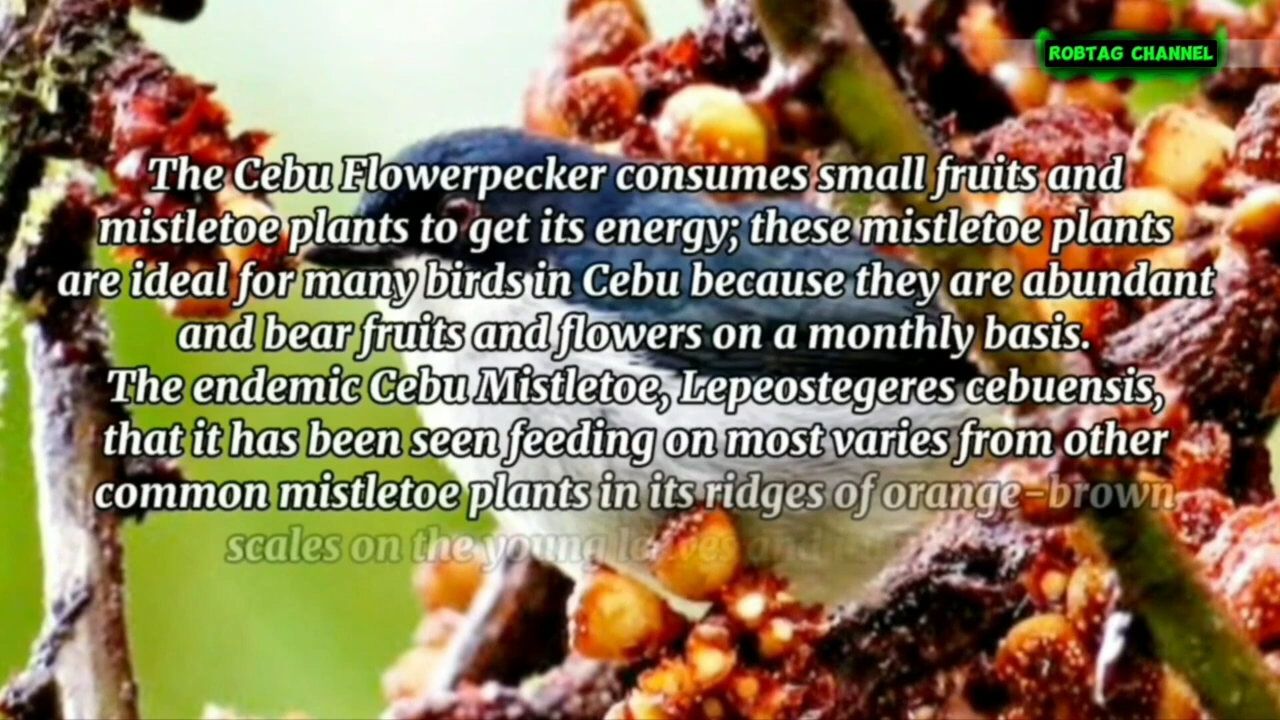 ROBTAG CHANNEL
The Cebu Flowerpecker consumes small fruits and
mistletoe plants to get its energy; these mistletoe plants
are ideal for many birds in Cebu because they are abundant
and bear fruits and flowers on a monthly basis.
The endemic Cebu Mistletoe, Lepeostegeres cebuensis,
that it has been seen feeding on most varies from other
common mistletoe plants in its ridges of orange-brown
scales on the young leaves and